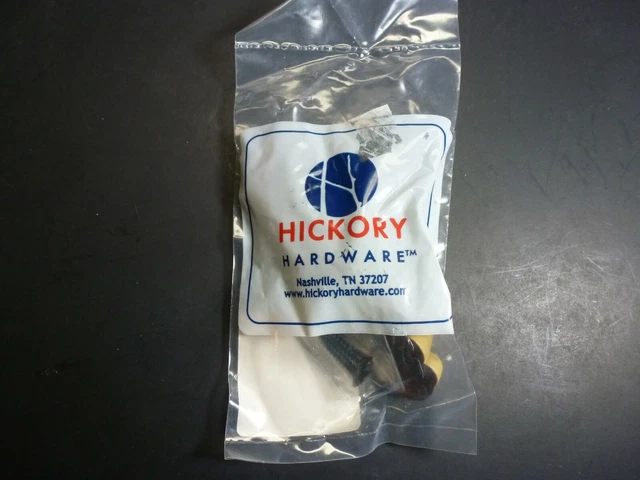 HICKORY
HARDWARE™
Nashville, TN 37207
www.hickoryhardware.com